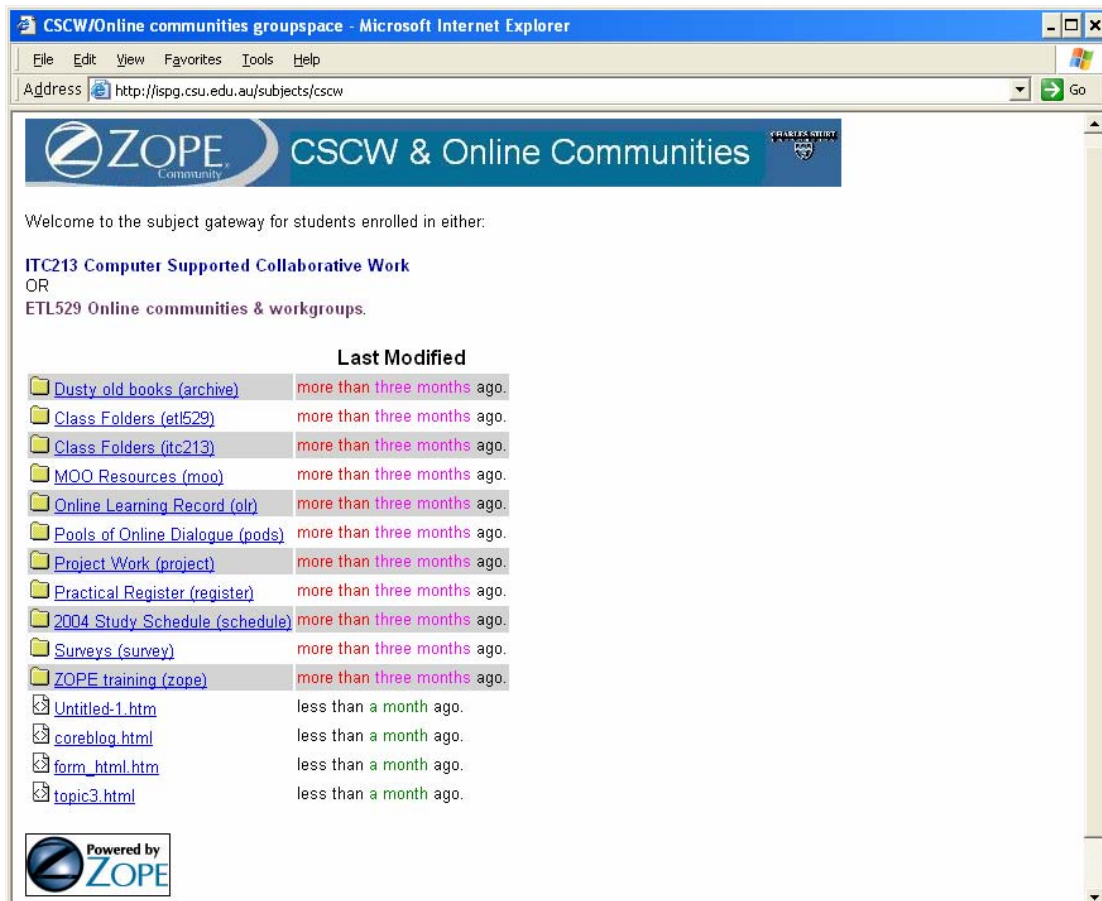 CSCW/Online communities groupspace - Microsoft Internet Explorer
File Edit View Favorites Tools Help
Address http://ispg.csu.edu.au/subjects/cscw Go
ZOPE. Community CSCW & Online Communities CHARLES STURT
Welcome to the subject gateway for students enrolled in either:
ITC213 Computer Supported Collaborative Work
OR
ETL529 Online communities & workgroups.
Last Modified
Dusty old books (archive) more than three months ago.
Class Folders (etl529) more than three months ago.
Class Folders (itc213) more than three months ago.
MOO Resources (moo) more than three months ago.
Online Learning Record (olr) more than three months ago.
Pools of Online Dialogue (pods) more than three months ago.
Project Work (project) more than three months ago.
Practical Register (register) more than three months ago.
2004 Study Schedule (schedule) more than three months ago.
Surveys (survey) more than three months ago.
ZOPE training (zope) more than three months ago.
Untitled-1.htm less than a month ago.
coreblog.html less than a month ago.
form_html.htm less than a month ago.
topic3.html less than a month ago.
Powered by
ZOPE